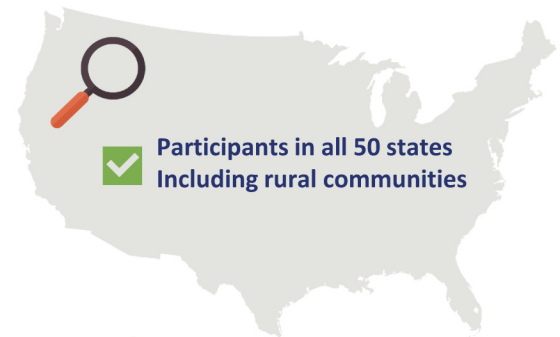 Participants in all 50 states
Including rural communities